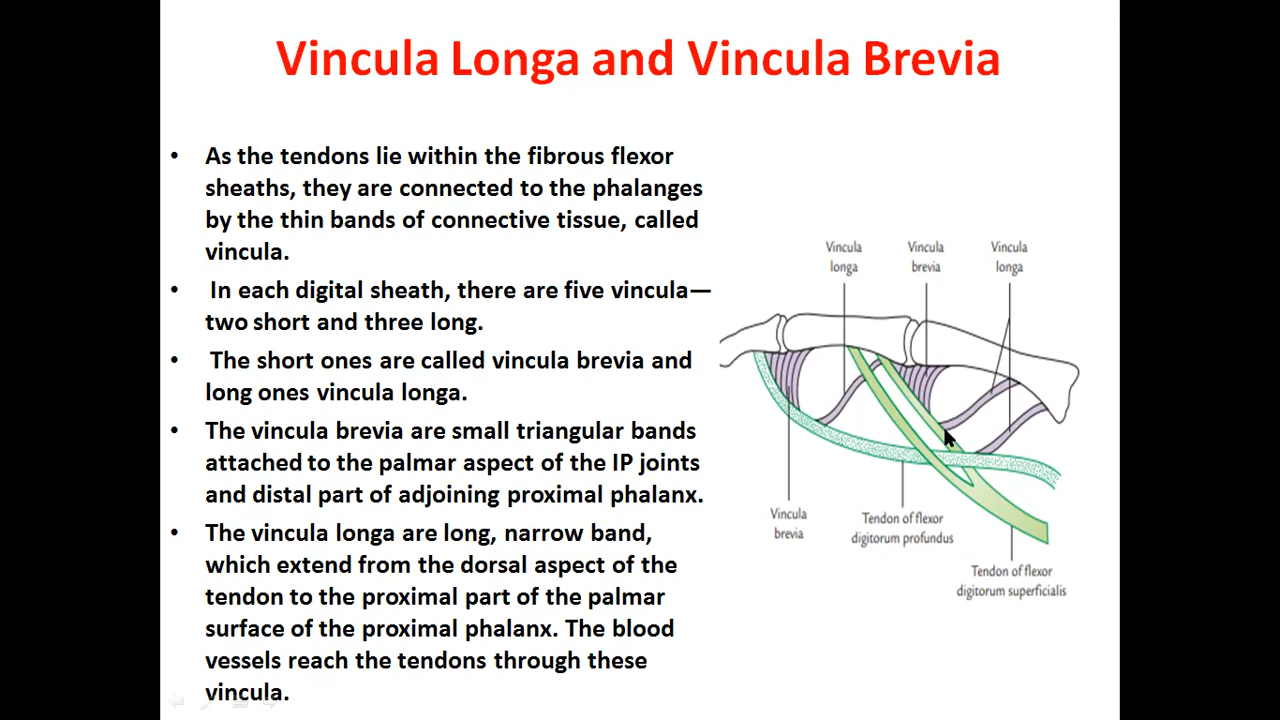 Vincula Longa and Vincula Brevia
• As the tendons lie within the fibrous flexor
sheaths, they are connected to the phalanges
by the thin bands of connective tissue, called
vincula.
• In each digital sheath, there are five vincula—
two short and three long.
• The short ones are called vincula brevia and
long ones vincula longa.
• The vincula brevia are small triangular bands
attached to the palmar aspect of the IP joints
and distal part of adjoining proximal phalanx.
• The vincula longa are long, narrow band,
which extend from the dorsal aspect of the
tendon to the proximal part of the palmar
surface of the proximal phalanx. The blood
vessels reach the tendons through these
vincula.
Vincula
longa
Vincula
brevia
Vincula
longa
Vincula
brevia
Tendon of flexor
digitorum profundus
Tendon of flexor
digitorum superficialis